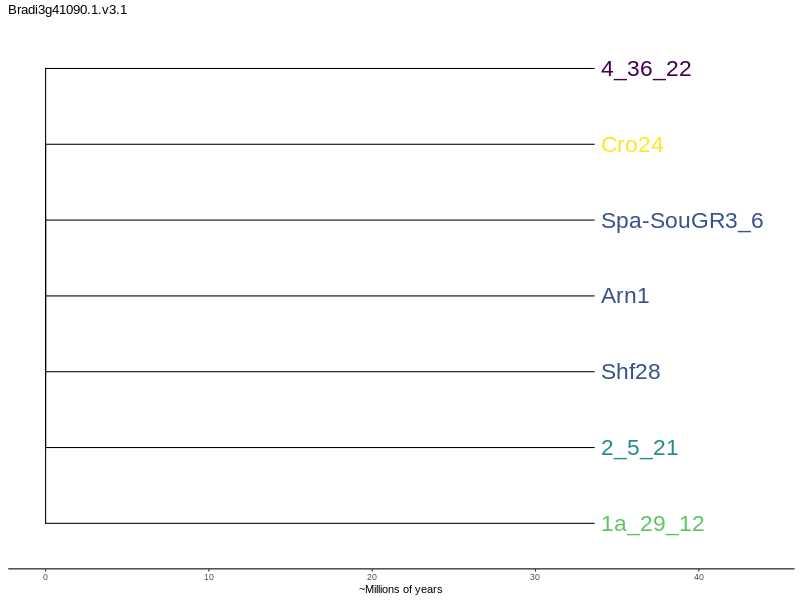 Bradi3g41090.1.v3.1
4_36_22
Cro24
Spa-SouGR3_6
Arn1
Shf28
2_5_21
1a_29_12
0 10 20 30 40
~Millions of years